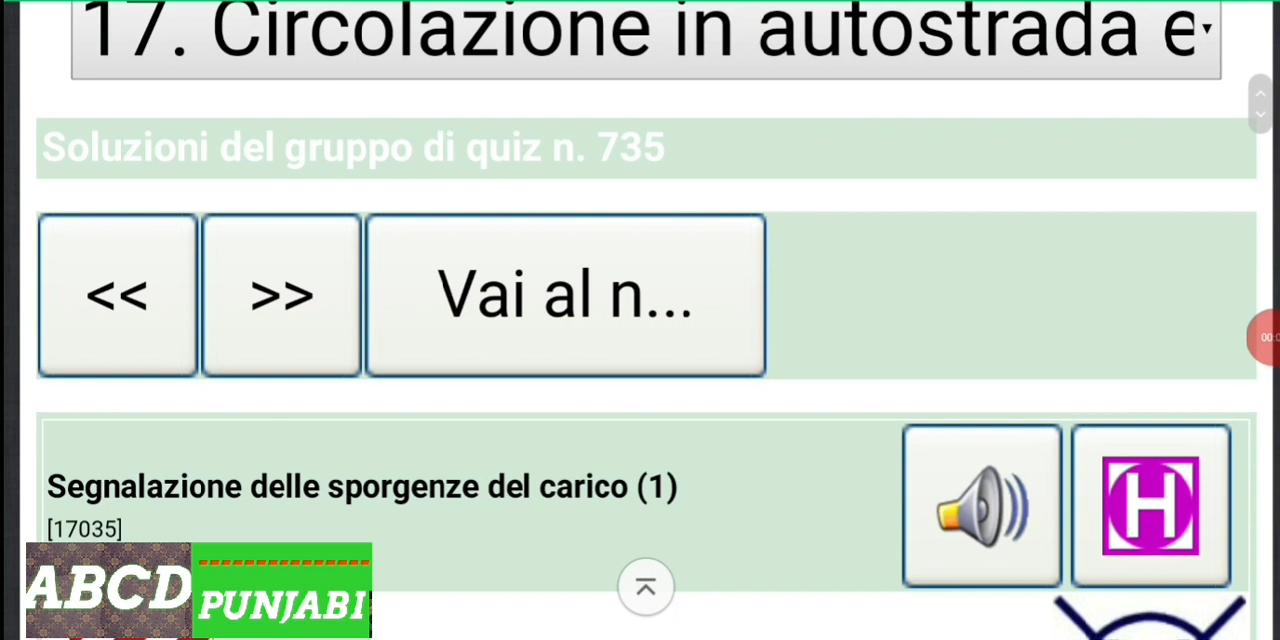 17. Circolazione in autostrada e
Soluzioni del gruppo di quiz n. 735
<< >> Vai al n...
Segnalazione delle sporgenze del carico (1)
[17035]
H
ABCD PUNJABI